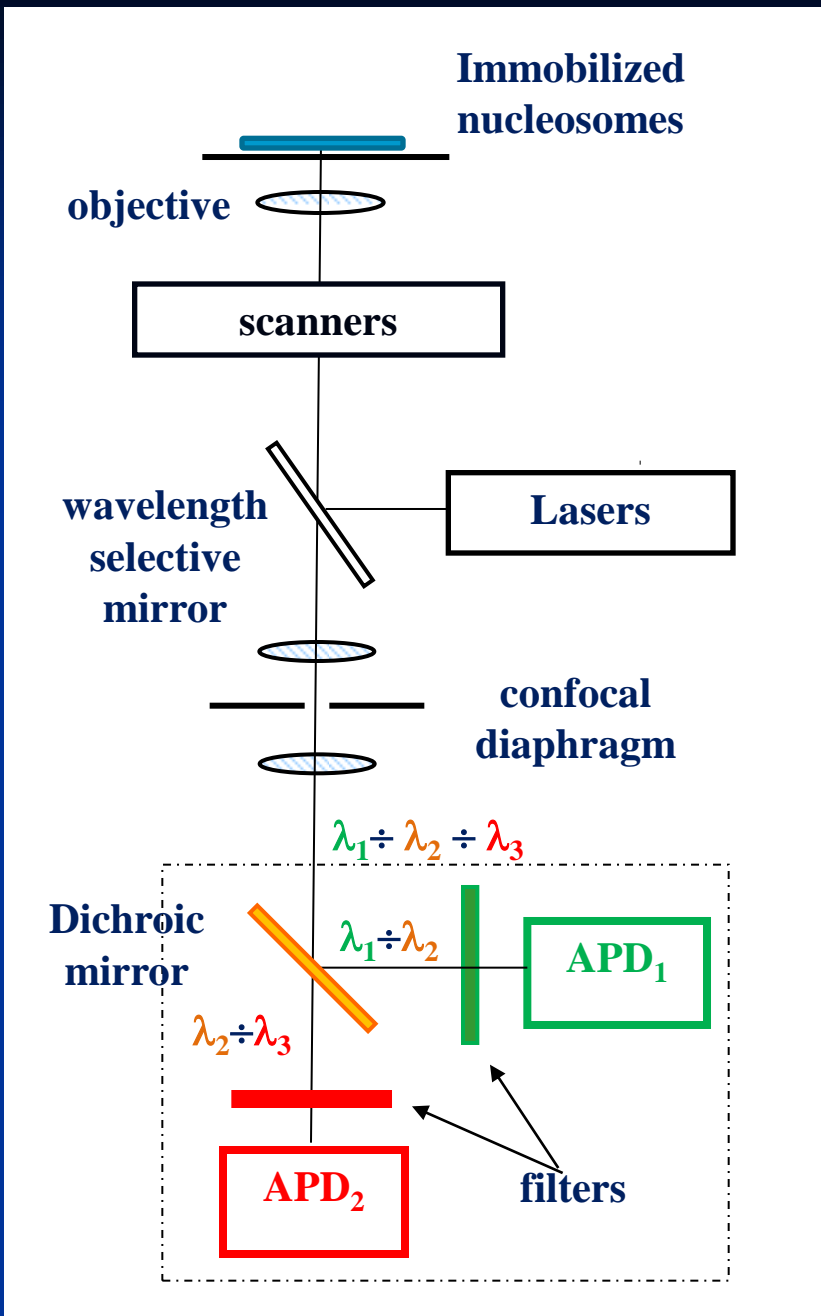 Immobilized
nucleosomes
objective
scanners
wavelength
selective
mirror
Lasers
confocal
diaphragm
λ₁÷ λ₂ ÷ λ₃
Dichroic
mirror
λ₁÷λ₂
APD₁
λ₂÷λ₃
APD₂
filters